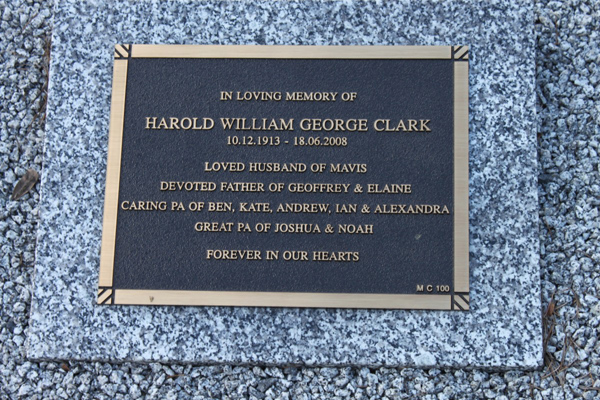 IN LOVING MEMORY OF
HAROLD WILLIAM GEORGE CLARK
10.12.1913 - 18.06.2008
LOVED HUSBAND OF MAVIS
DEVOTED FATHER OF GEOFFREY & ELAINE
CARING PA OF BEN, KATE, ANDREW, IAN & ALEXANDRA
GREAT PA OF JOSHUA & NOAH
FOREVER IN OUR HEARTS
M C 100